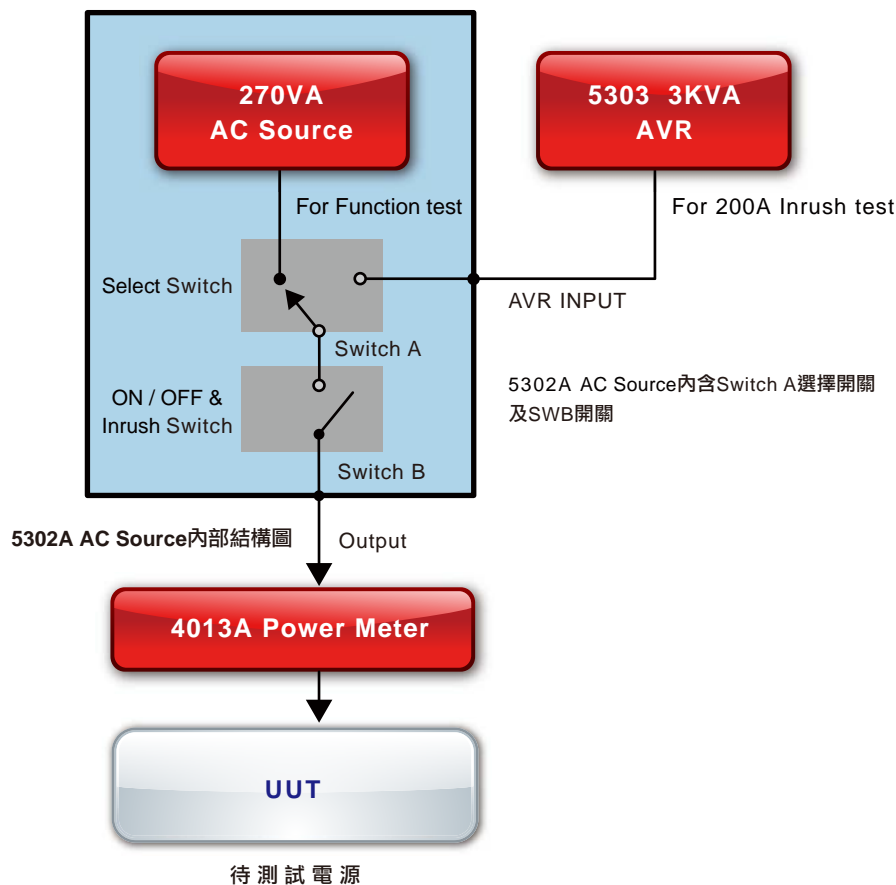 270VA
AC Source
5303 3KVA
AVR
For Function test
For 200A Inrush test
Select Switch
AVR INPUT
Switch A
ON / OFF &
Inrush Switch
5302A AC Source內含Switch A選擇開關
及SWB開關
Switch B
5302A AC Source內部結構圖
Output
4013A Power Meter
UUT
待測試電源